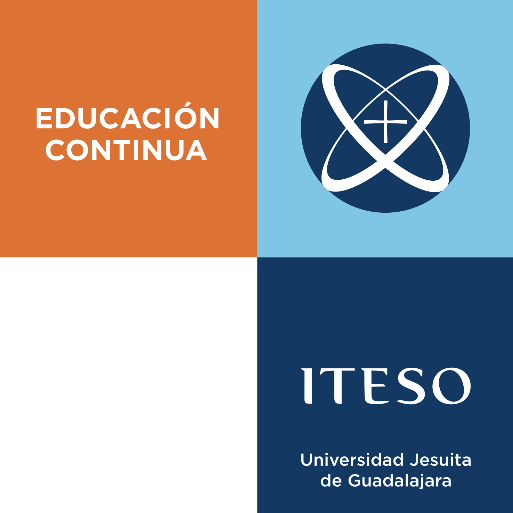 EDUCACIÓN
CONTINUA
ITESO
Universidad Jesuita
de Guadalajara